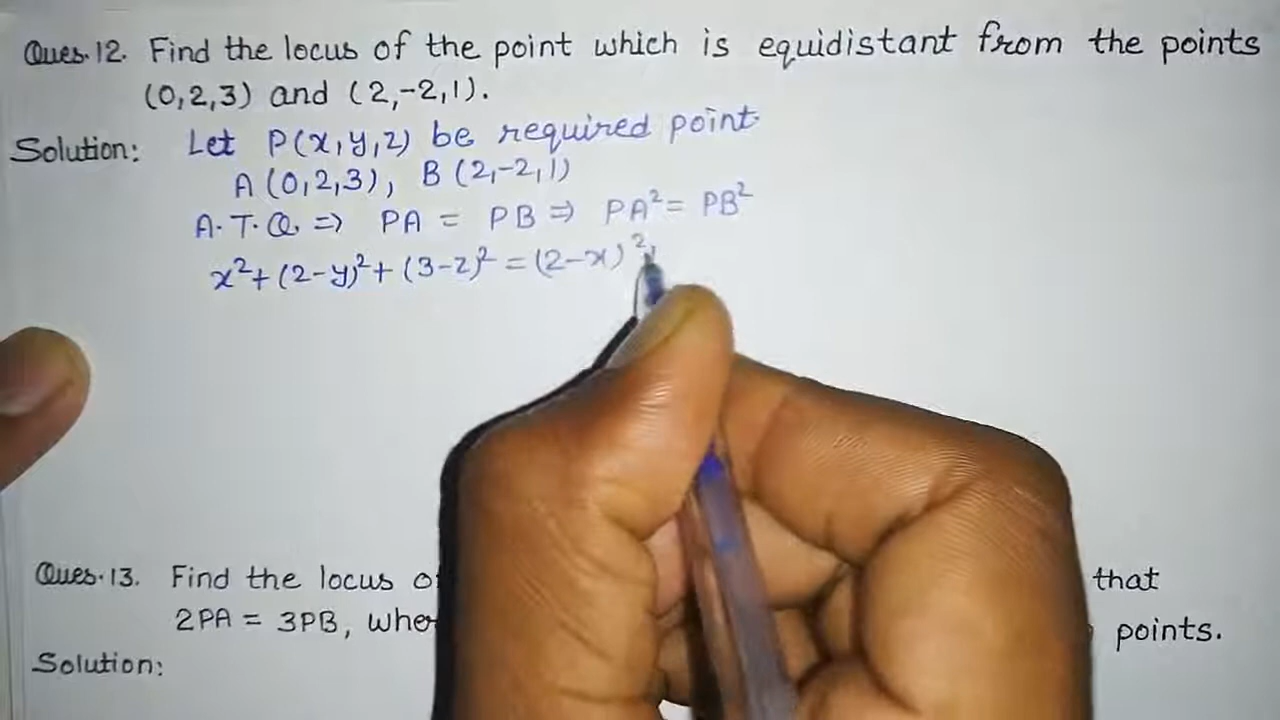 Ques. 12. Find the locus of the point which is equidistant from the points
(0,2,3) and (2,-2,1).
Solution: Let P(x,y,z) be required point.
A (0,2,3), B (2,-2,1)
A.T.Q. => PA = PB => PA² = PB²
x² + (2-y)² + (3-z)² = (2-x)²
Ques. 13. Find the locus that
2PA = 3PB, points.
Solution: